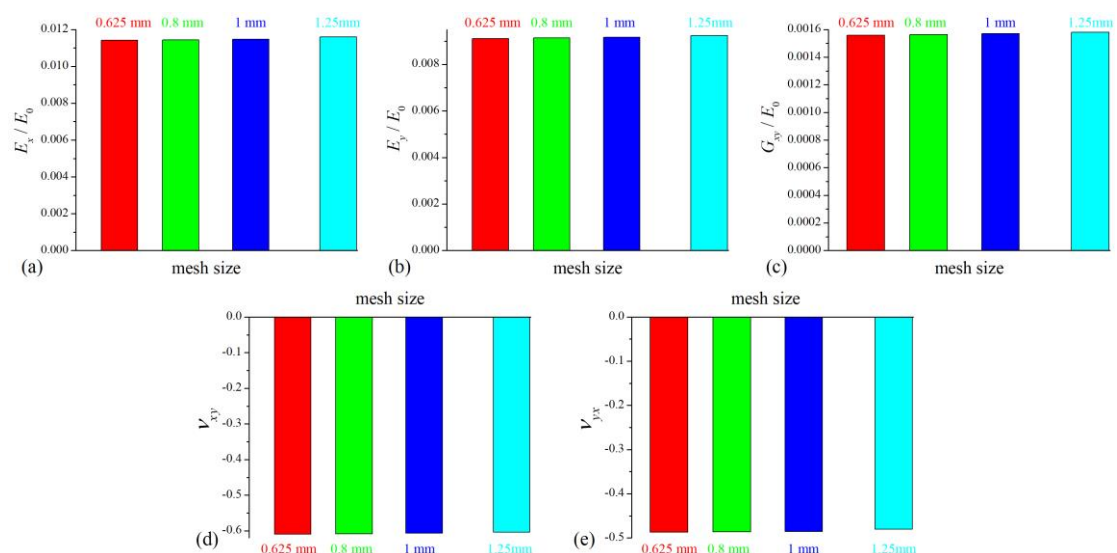 0.625 mm 0.8 mm 1 mm 1.25mm
0.012
0.010
0.008
0.006
0.004
0.002
0.000
E_x / E_0
(a)
mesh size
0.625 mm 0.8 mm 1 mm 1.25mm
0.008
0.006
0.004
0.002
0.000
E_y / E_0
(b)
mesh size
0.625 mm 0.8 mm 1 mm 1.25mm
0.0016
0.0014
0.0012
0.0010
0.0008
0.0006
0.0004
0.0002
0.0000
G_xy / E_0
(c)
mesh size
mesh size
0.0
-0.1
-0.2
-0.3
-0.4
-0.5
-0.6
ν_xy
(d)
0.625 mm 0.8 mm 1 mm 1.25mm
mesh size
0.0
-0.1
-0.2
-0.3
-0.4
-0.5
ν_yx
(e)
0.625 mm 0.8 mm 1 mm 1.25mm